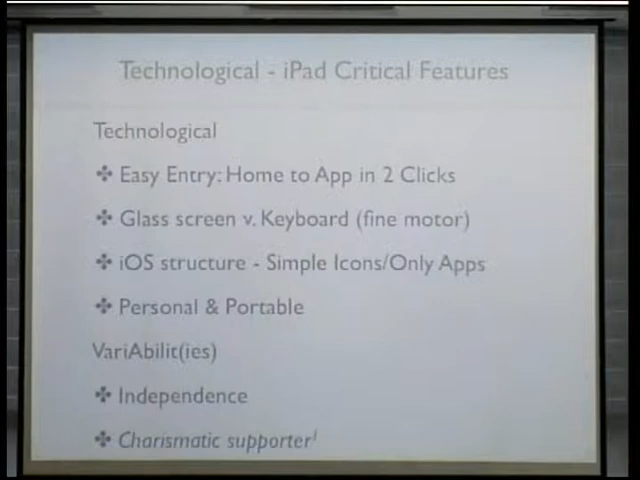 Technological - iPad Critical Features
Technological
✤ Easy Entry: Home to App in 2 Clicks
✤ Glass screen v. Keyboard (fine motor)
✤ iOS structure - Simple Icons/Only Apps
✤ Personal & Portable
VariAbilit(ies)
✤ Independence
✤ Charismatic supporter¹